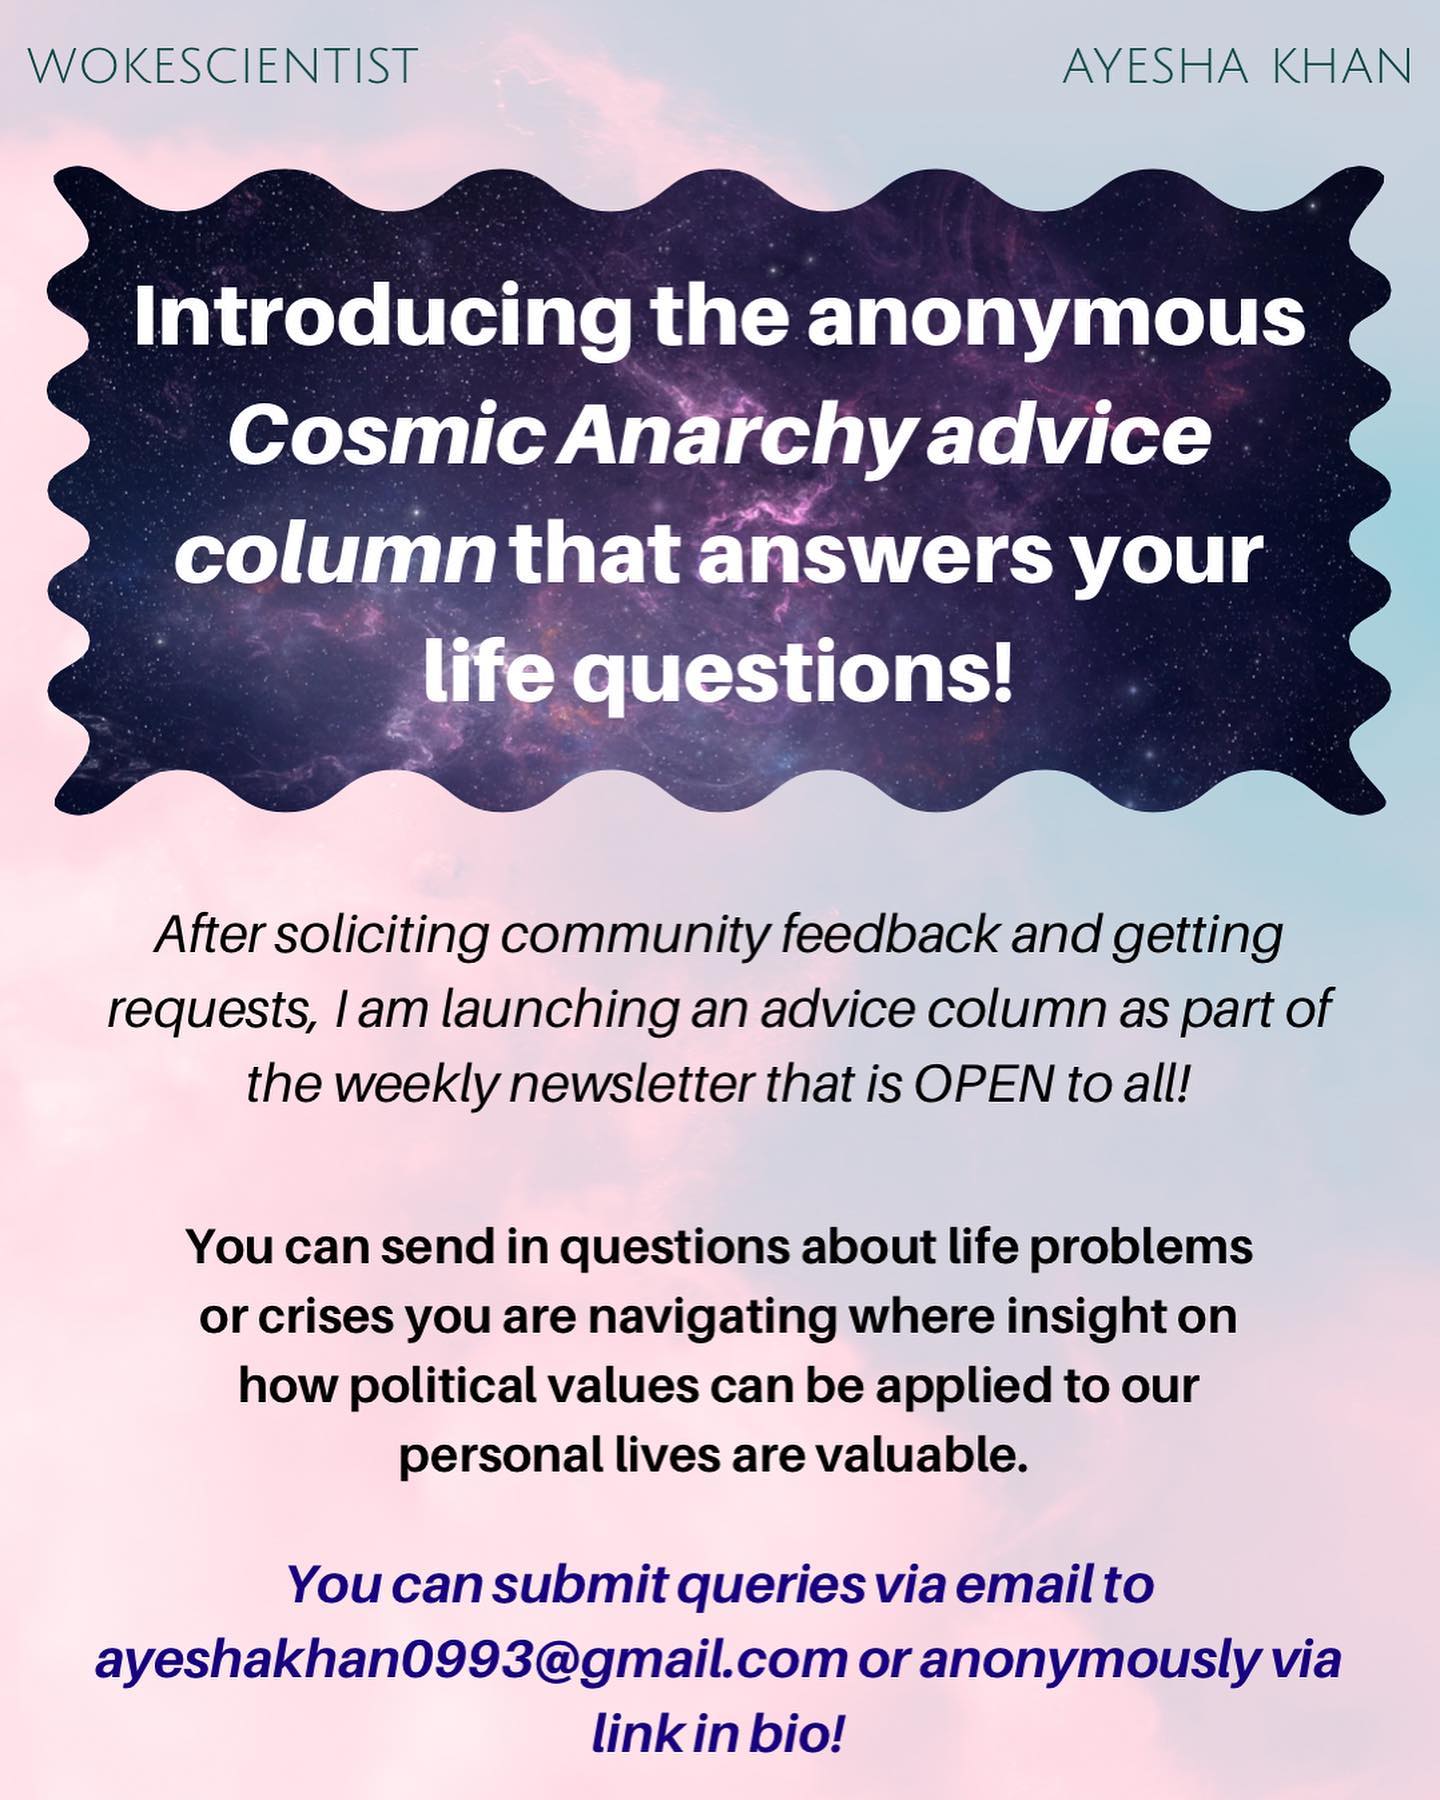 WOKESCIENTIST
AYESHA KHAN
Introducing the anonymous
Cosmic Anarchy advice
column that answers your
life questions!
After soliciting community feedback and getting
requests, I am launching an advice column as part of
the weekly newsletter that is OPEN to all!
You can send in questions about life problems
or crises you are navigating where insight on
how political values can be applied to our
personal lives are valuable.
You can submit queries via email to
ayeshakhan0993@gmail.com or anonymously via
link in bio!